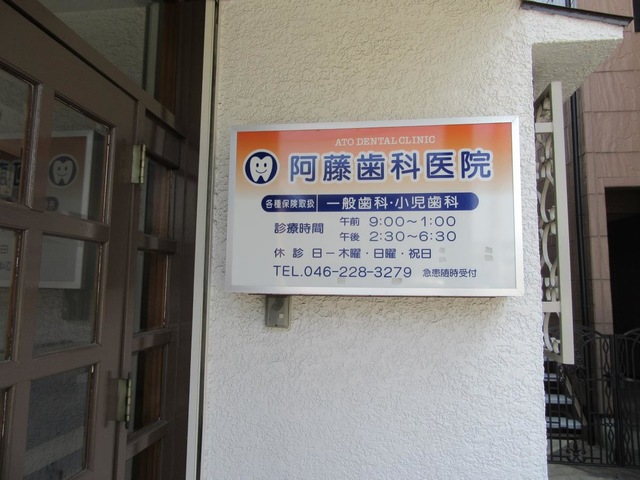 ATO DENTAL CLINIC
阿藤歯科医院
各種保険取扱 一般歯科・小児歯科
診療時間 午前 9:00〜1:00
午後 2:30〜6:30
休診日ー木曜・日曜・祝日
TEL.046-228-3279 急患随時受付